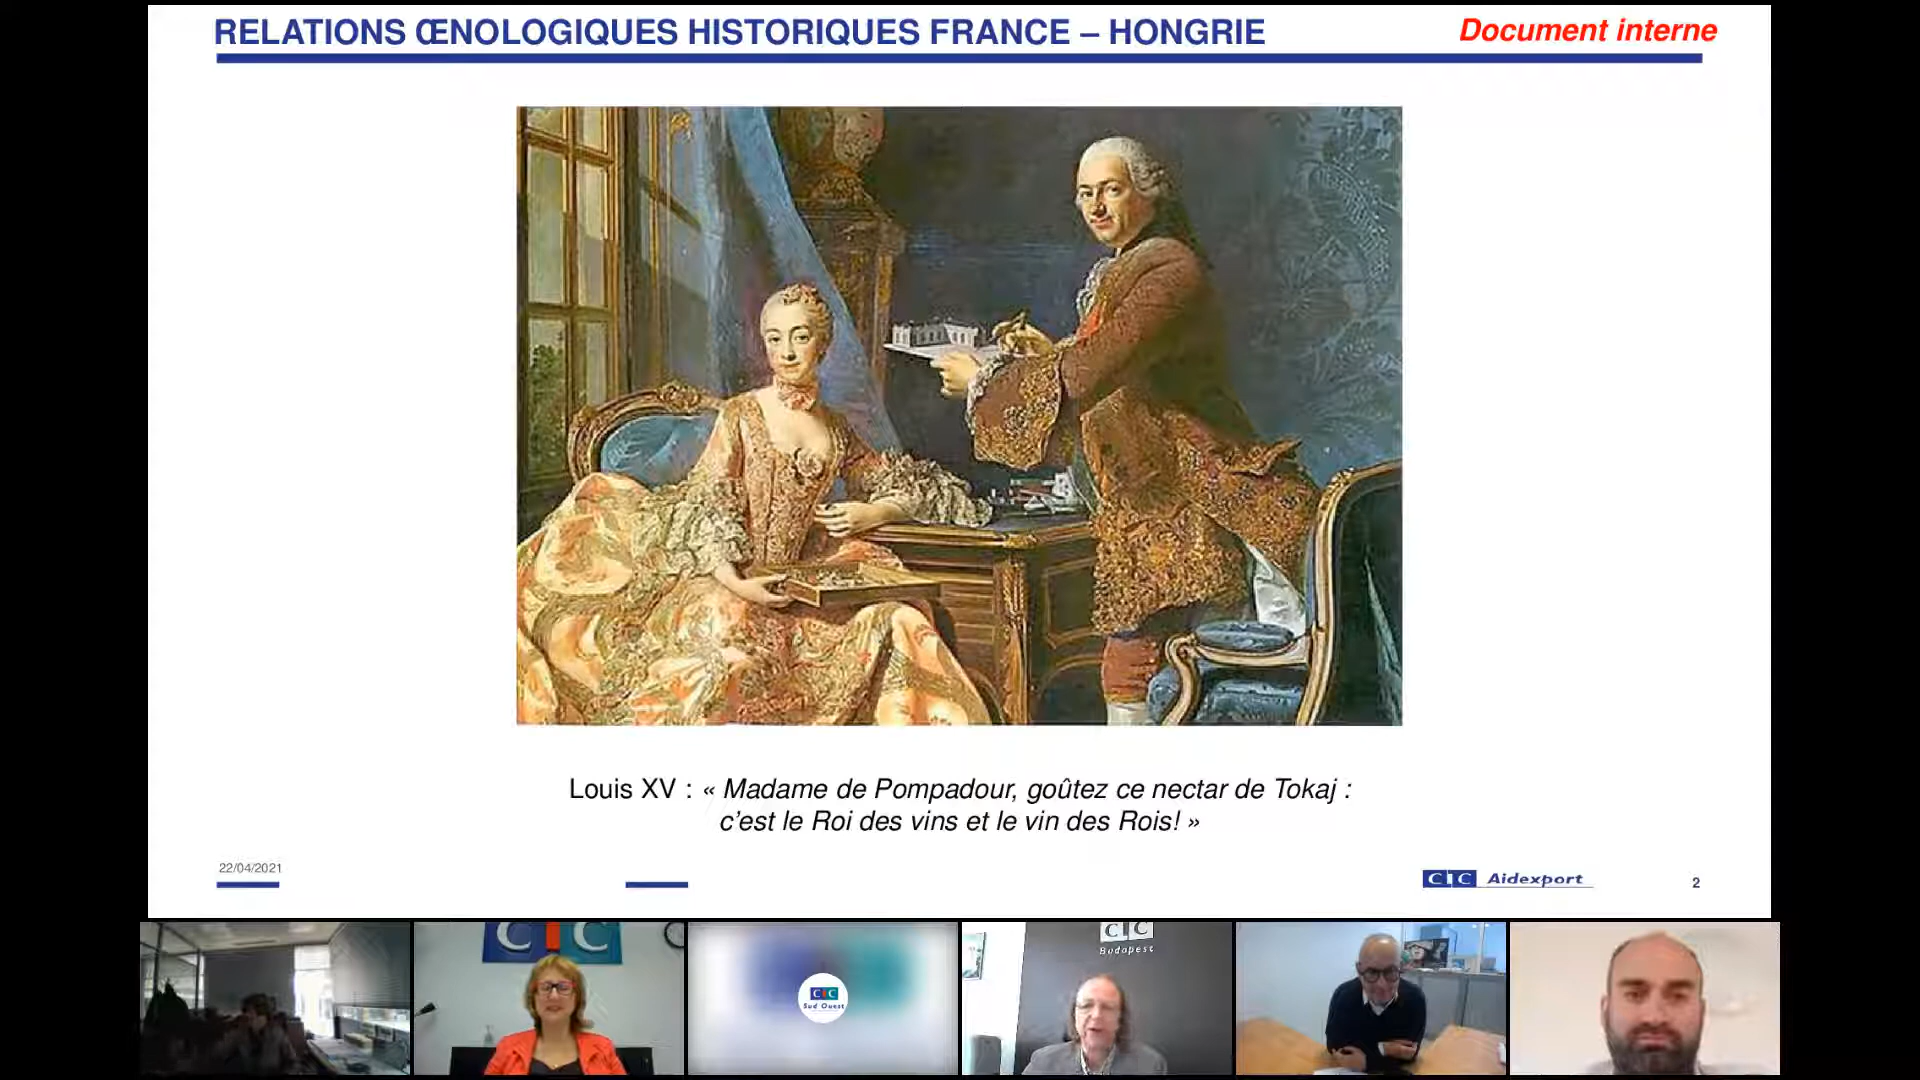 RELATIONS ŒNOLOGIQUES HISTORIQUES FRANCE – HONGRIE
Document interne
Louis XV : « Madame de Pompadour, goûtez ce nectar de Tokaj :
c’est le Roi des vins et le vin des Rois! »
22/04/2021
CIC Aidexport
2
CIC
CIC
Sud Ouest
CIC
Budapest